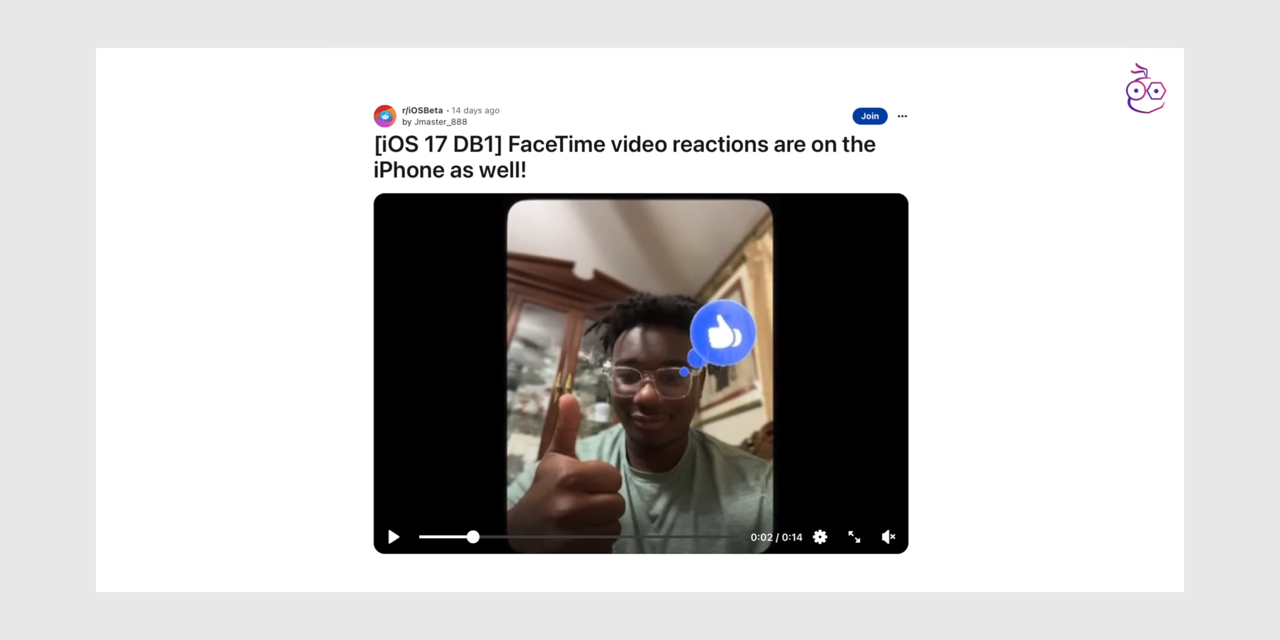 r/iOSBeta · 14 days ago
by Jmaster_888
Join
[iOS 17 DB1] FaceTime video reactions are on the
iPhone as well!
0:02 / 0:14